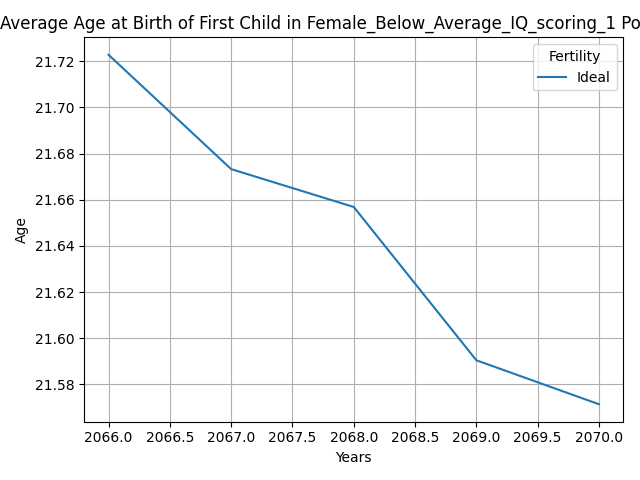 Average Age at Birth of First Child in Female_Below_Average_IQ_scoring_1 Po
Fertility
Ideal
21.72
21.70
21.68
21.66
21.64
21.62
21.60
21.58
Age
2066.0 2066.5 2067.0 2067.5 2068.0 2068.5 2069.0 2069.5 2070.0
Years